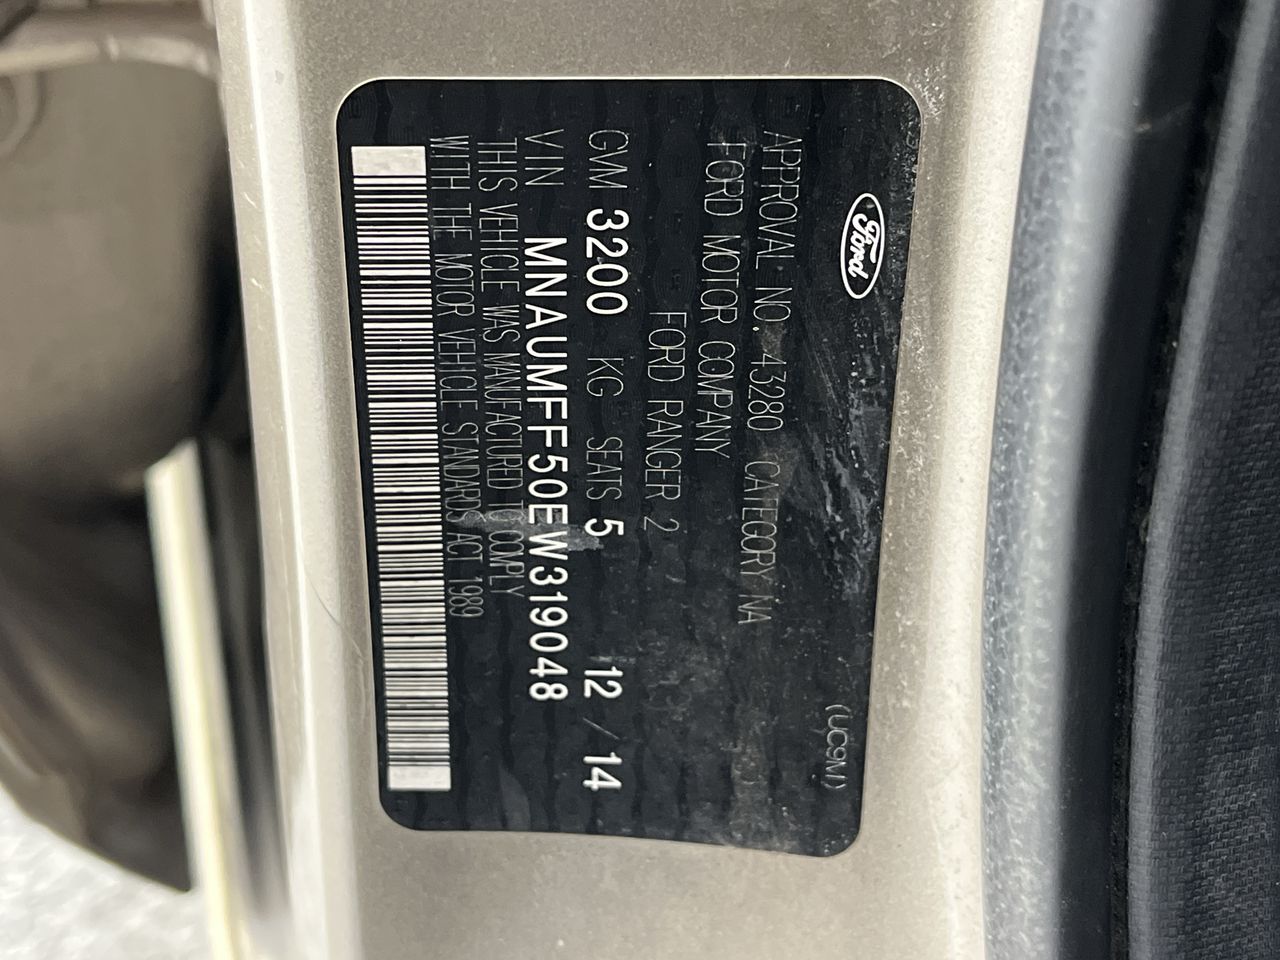 Ford
(UC9M)
APPROVAL NO. 43280 CATEGORY NA
FORD MOTOR COMPANY
FORD RANGER 2
GVM 3200 KG SEATS 5 12 / 14
VIN MNAUMFF50EW319048
THIS VEHICLE WAS MANUFACTURED TO COMPLY
WITH THE MOTOR VEHICLE STANDARDS ACT 1989